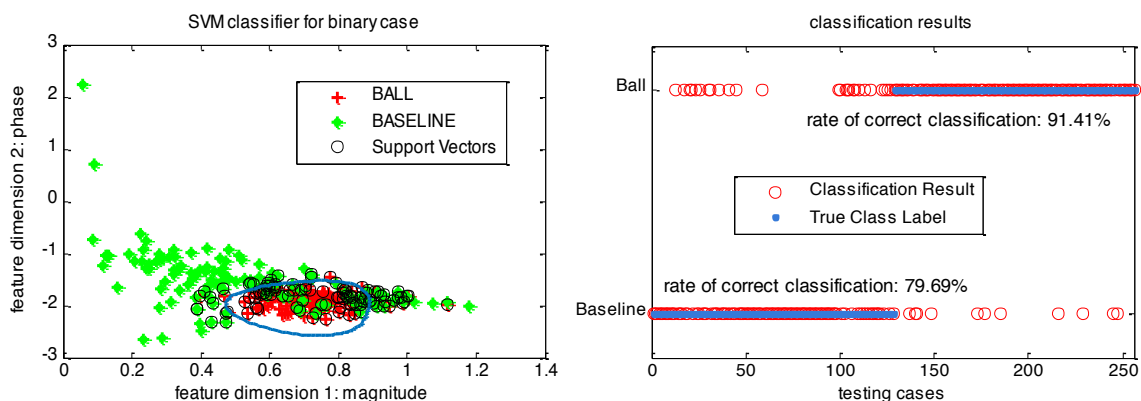 SVM classifier for binary case
3
2
1
0
-1
-2
-3
feature dimension 2: phase
BALL
BASELINE
Support Vectors
0
0.2
0.4
0.6
0.8
1
1.2
1.4
feature dimension 1: magnitude
classification results
Ball
rate of correct classification: 91.41%
Classification Result
True Class Label
rate of correct classification: 79.69%
Baseline
0
50
100
150
200
250
testing cases